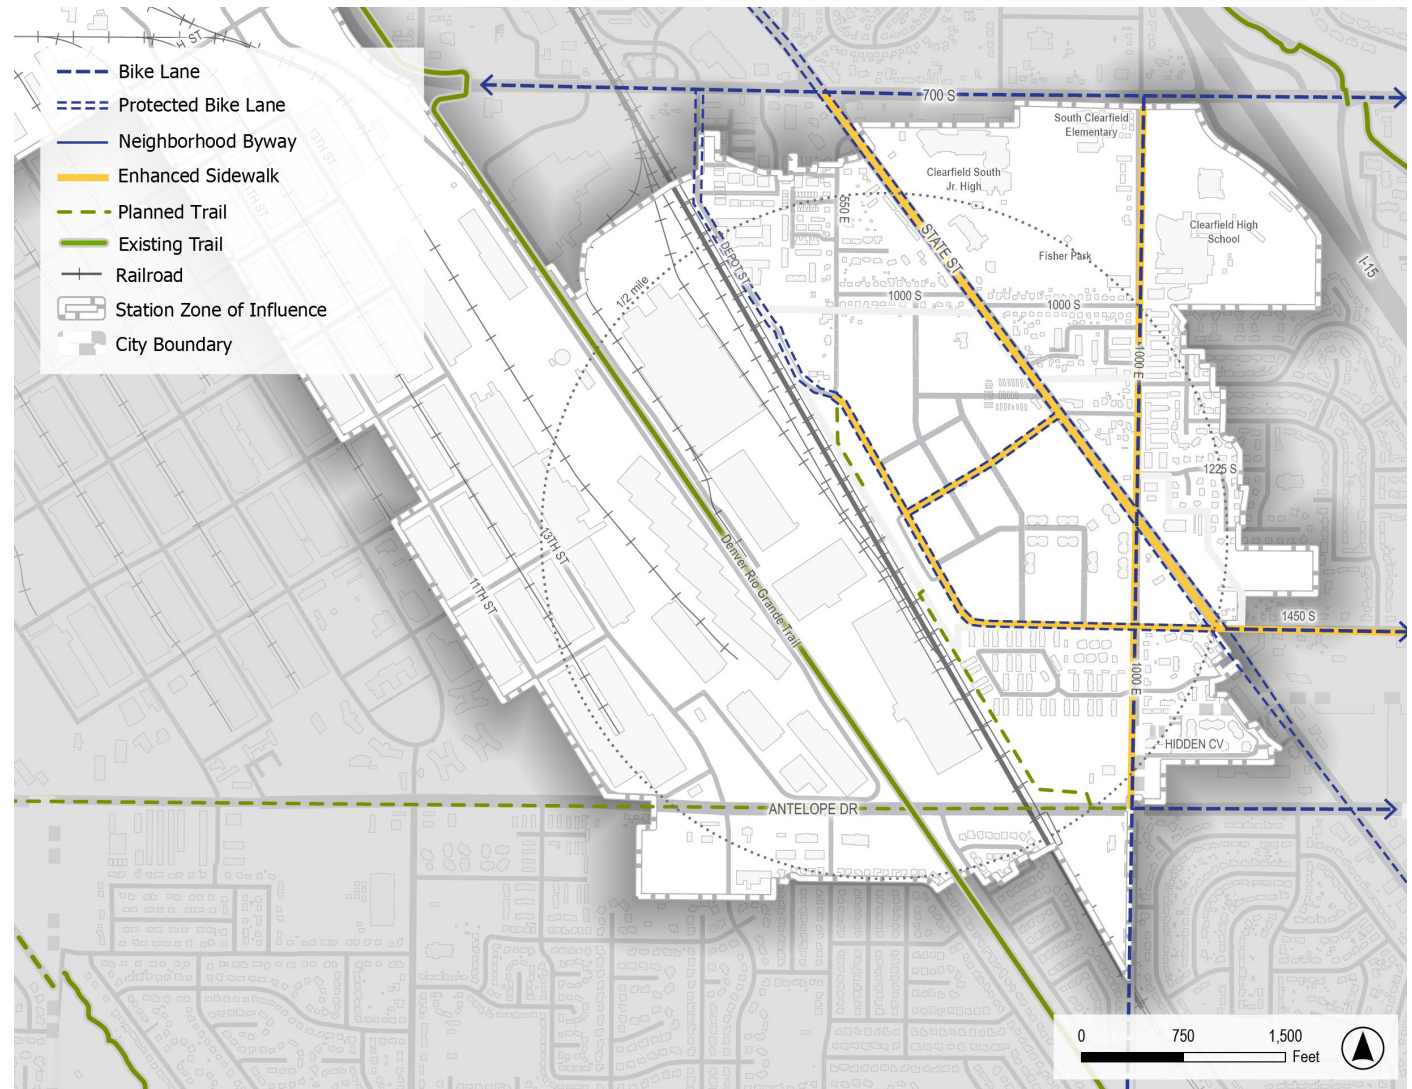 H. ST
Bike Lane
Protected Bike Lane
Neighborhood Byway
Enhanced Sidewalk
Planned Trail
Existing Trail
Railroad
Station Zone of Influence
City Boundary
13TH ST
700 S
South Clearfield
Elementary
Clearfield South
Jr. High
Clearfield High
School
Fisher Park
I-15
550 E
STATE ST
DEPOT ST
1/2 mile
1000 S
1000 S
1000 E
1225 S
13TH ST
11TH ST
Denver Rio Grande Trail
1450 S
1000 E
HIDDEN CV
ANTELOPE DR
0 750 1,500
Feet